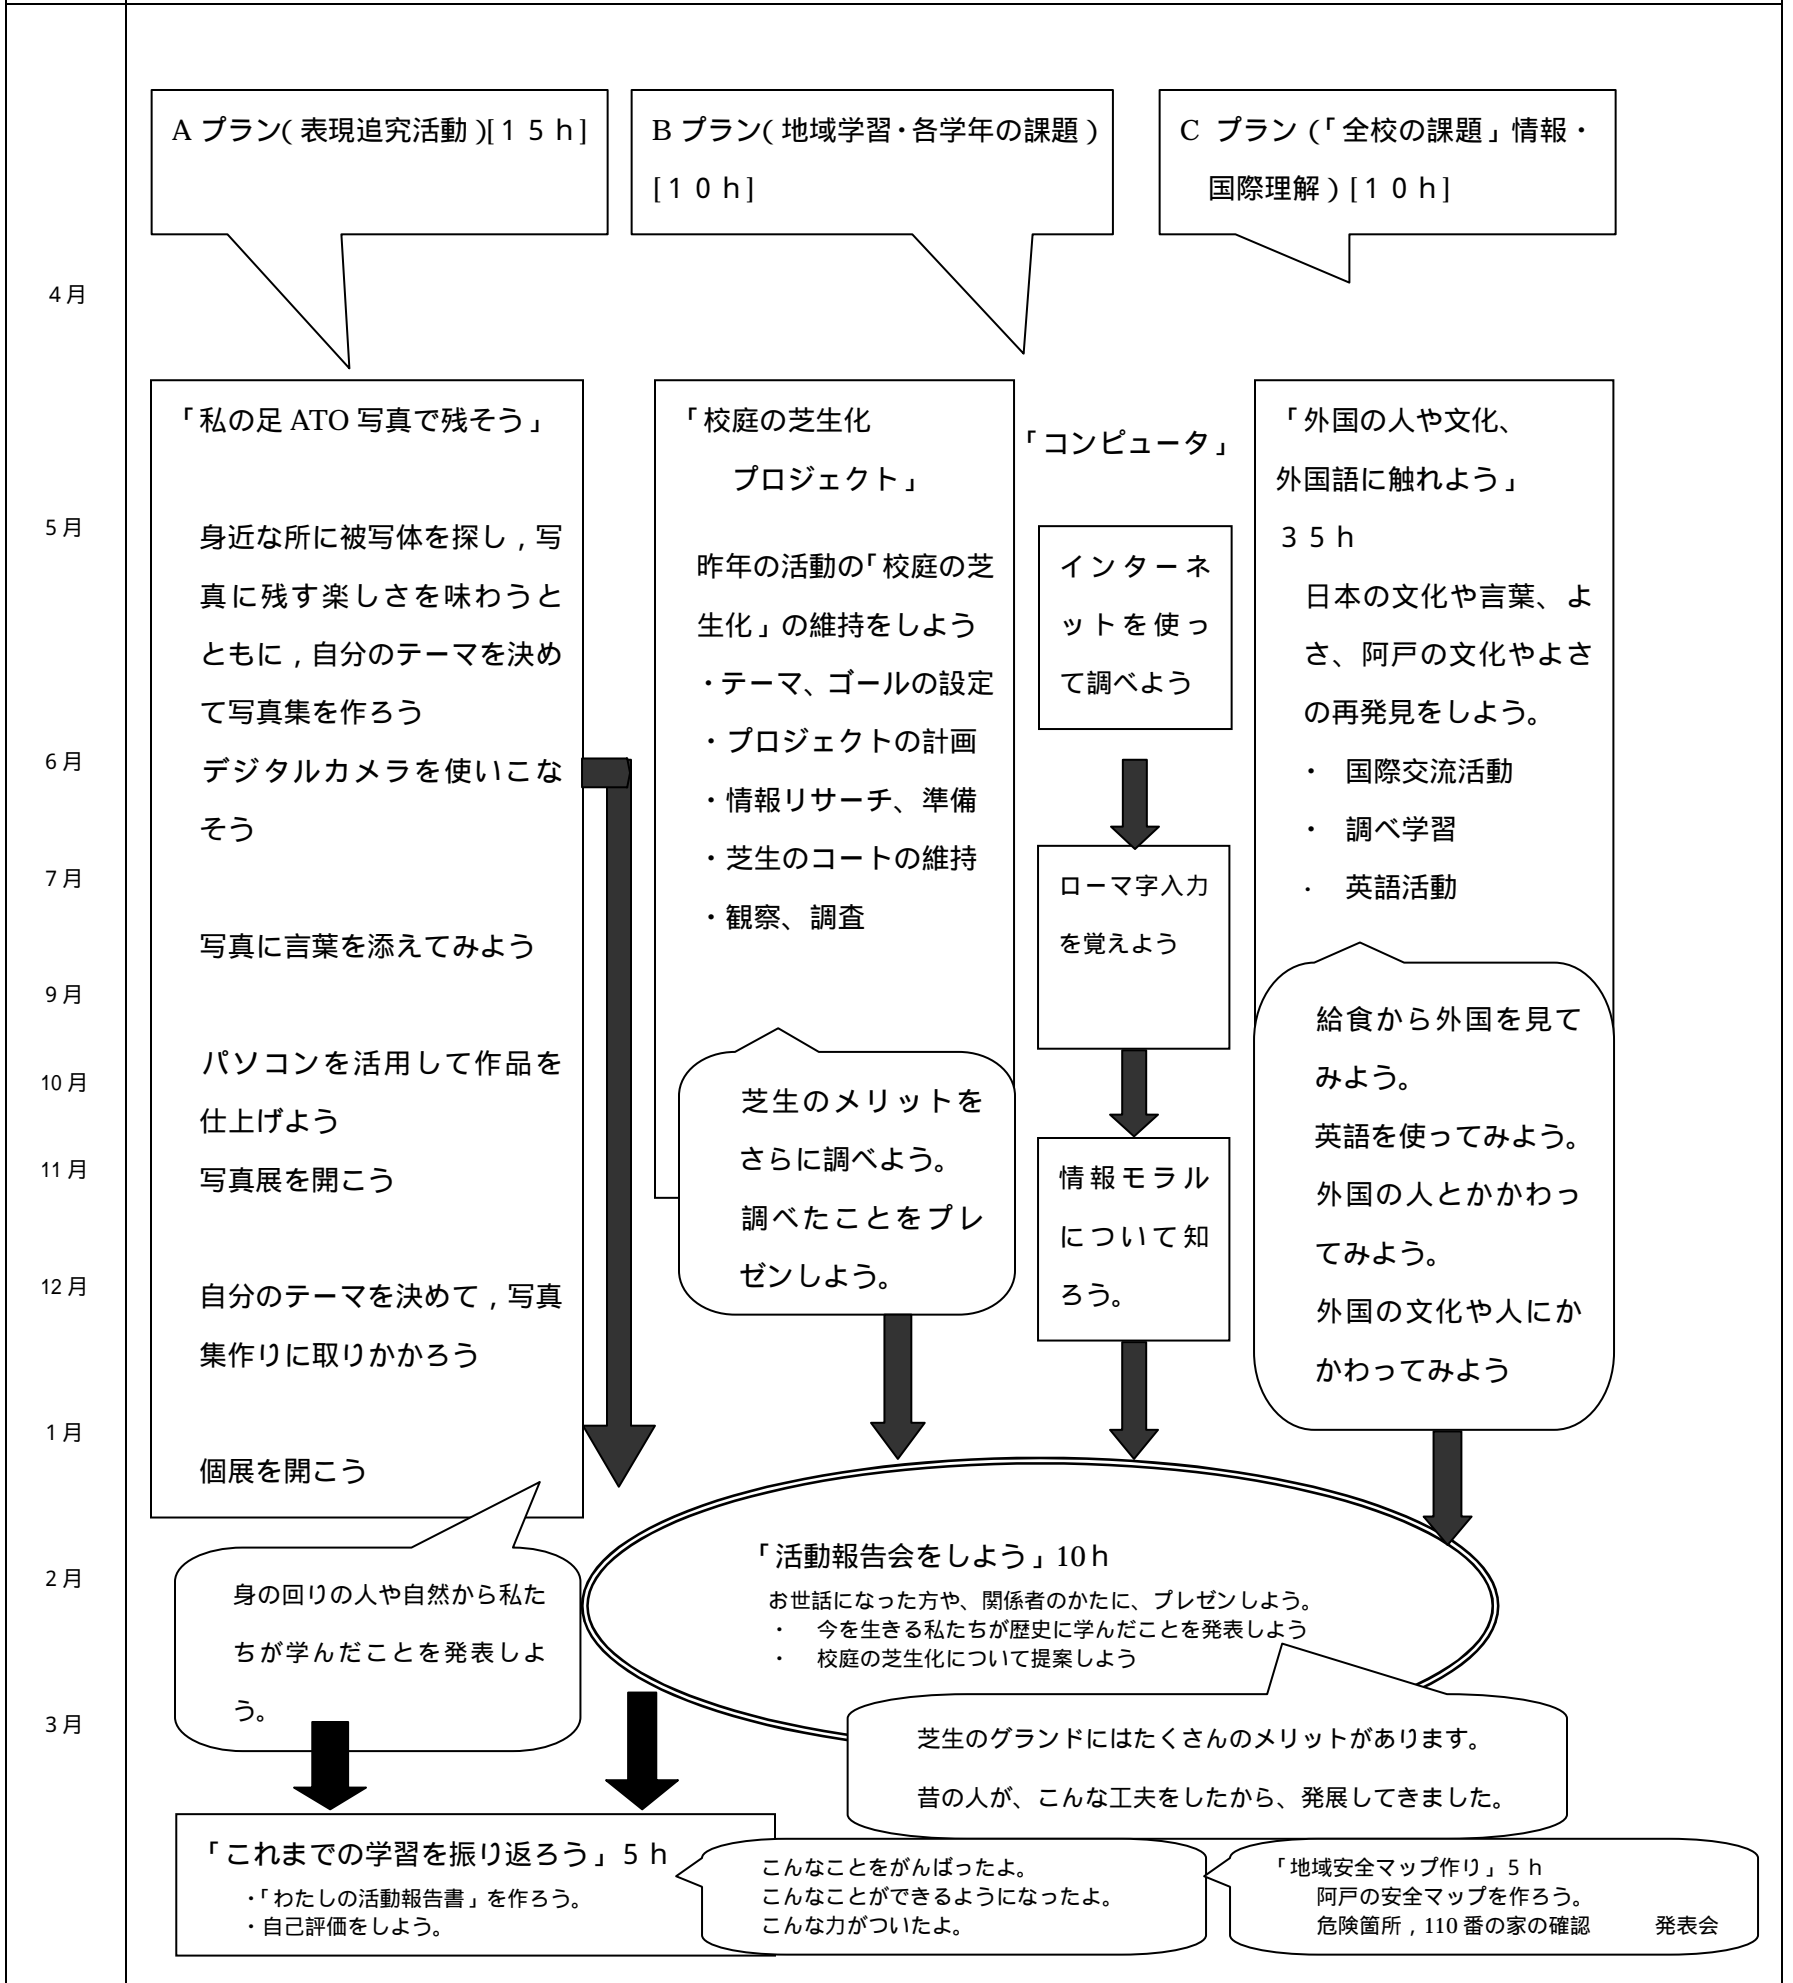 A プラン(表現追究活動)[１５ｈ]
B プラン(地域学習・各学年の課題)
[１０ｈ]
C プラン(「全校の課題」情報・
国際理解)[１０ｈ]
4月
5月
6月
7月
9月
10月
11月
12月
1月
2月
3月
「私の足 ATO 写真で残そう」
身近な所に被写体を探し，写
真に残す楽しさを味わうと
ともに，自分のテーマを決め
て写真集を作ろう
デジタルカメラを使いこな
そう
写真に言葉を添えてみよう
パソコンを活用して作品を
仕上げよう
写真展を開こう
自分のテーマを決めて，写真
集作りに取りかかろう
個展を開こう
「校庭の芝生化
プロジェクト」
昨年の活動の「校庭の芝
生化」の維持をしよう
・テーマ、ゴールの設定
・プロジェクトの計画
・情報リサーチ、準備
・芝生のコートの維持
・観察、調査
芝生のメリットを
さらに調べよう。
調べたことをプレ
ゼンしよう。
「コンピュータ」
インターネ
ットを使っ
て調べよう
ローマ字入力
を覚えよう
情報モラル
について知
ろう。
「外国の人や文化、
外国語に触れよう」
３５ｈ
日本の文化や言葉、よ
さ、阿戸の文化やよさ
の再発見をしよう。
・ 国際交流活動
・ 調べ学習
・ 英語活動
給食から外国を見て
みよう。
英語を使ってみよう。
外国の人とかかわっ
てみよう。
外国の文化や人にか
かわってみよう
身の回りの人や自然から私た
ちが学んだことを発表しよ
う。
「活動報告会をしよう」10ｈ
お世話になった方や、関係者のかたに、プレゼンしよう。
・ 今を生きる私たちが歴史に学んだことを発表しよう
・ 校庭の芝生化について提案しよう
芝生のグランドにはたくさんのメリットがあります。
昔の人が、こんな工夫をしたから、発展してきました。
「これまでの学習を振り返ろう」５ｈ
・「わたしの活動報告書」を作ろう。
・自己評価をしよう。
こんなことをがんばったよ。
こんなことができるようになったよ。
こんな力がついたよ。
「地域安全マップ作り」５ｈ
阿戸の安全マップを作ろう。
危険箇所，110 番の家の確認　　発表会